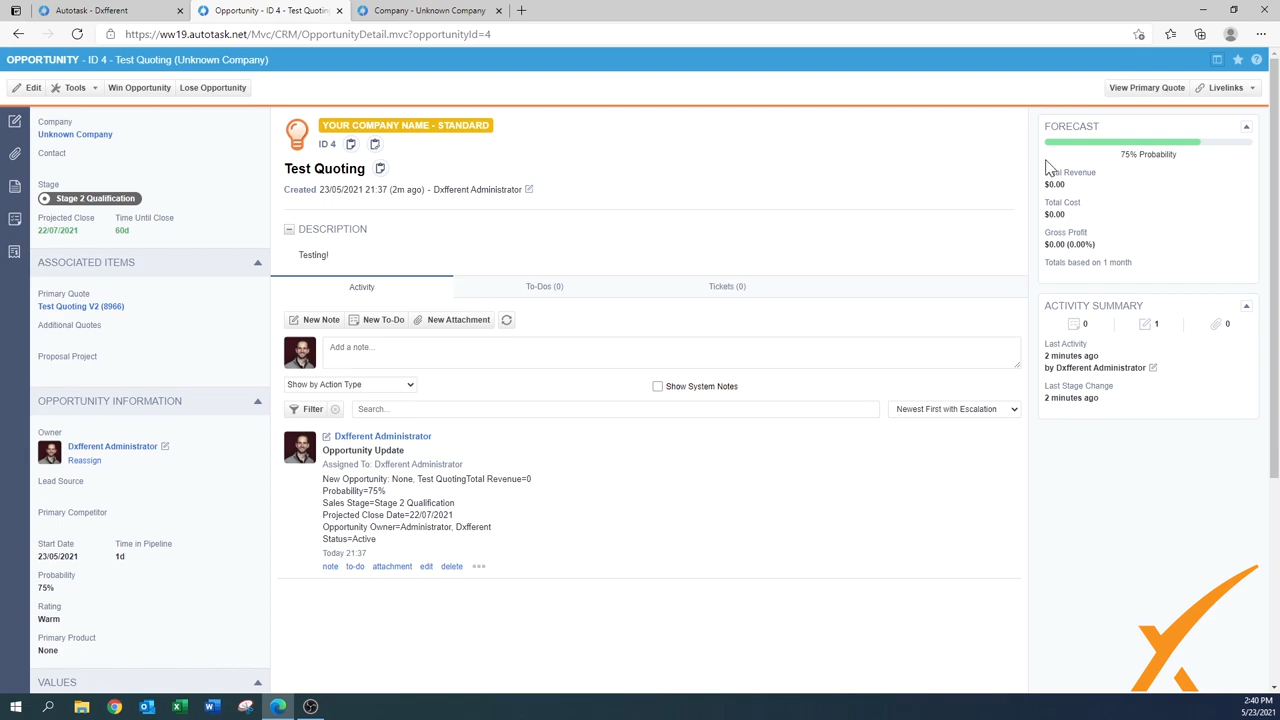 Autotask - Dxfferent
Opportunity - ID 4 - Test Quoting
Company: Unknown Company
https://ww19.autotask.net/Mvc/CRM/OpportunityDetail.mvc?opportunityId=4
OPPORTUNITY - ID 4 - Test Quoting (Unknown Company)
Edit
Tools
Win Opportunity
Lose Opportunity
View Primary Quote
Livelinks
Company
Unknown Company
Contact
Stage
Stage 2 Qualification
Projected Close
Time Until Close
22/07/2021
60d
ASSOCIATED ITEMS
Primary Quote
Test Quoting V2 (8966)
Additional Quotes
Proposal Project
OPPORTUNITY INFORMATION
Owner
Dxfferent Administrator
Reassign
Lead Source
Primary Competitor
Start Date
Time in Pipeline
23/05/2021
1d
Probability
75%
Rating
Warm
Primary Product
None
VALUES
YOUR COMPANY NAME - STANDARD
ID 4
Test Quoting
Created 23/05/2021 21:37 (2m ago) - Dxfferent Administrator
DESCRIPTION
Testing!
Activity
To-Dos (0)
Tickets (0)
New Note
New To-Do
New Attachment
Add a note...
Show by Action Type
Show System Notes
Filter
Search...
Newest First with Escalation
Dxfferent Administrator
Opportunity Update
Assigned To: Dxfferent Administrator
New Opportunity: None, Test QuotingTotal Revenue=0
Probability=75%
Sales Stage=Stage 2 Qualification
Projected Close Date=22/07/2021
Opportunity Owner=Administrator, Dxfferent
Status=Active
Today 21:37
note
to-do
attachment
edit
delete
FORECAST
75% Probability
Revenue
$0.00
Total Cost
$0.00
Gross Profit
$0.00 (0.00%)
Totals based on 1 month
ACTIVITY SUMMARY
0
1
0
Last Activity
2 minutes ago
by Dxfferent Administrator
Last Stage Change
2 minutes ago
2:40 PM
5/23/2021